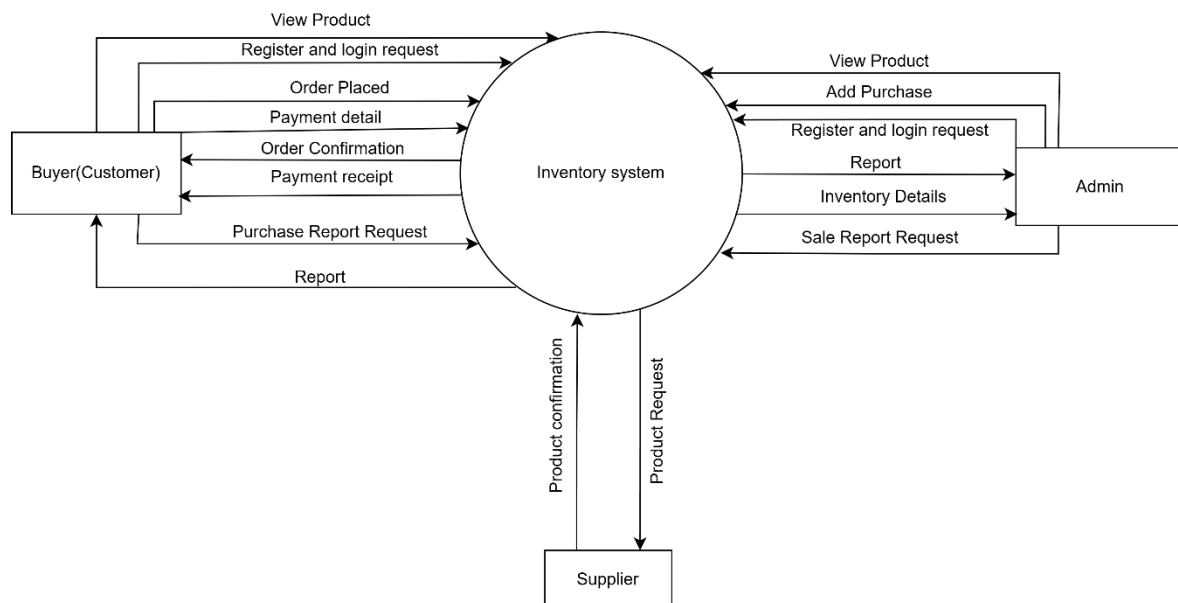 View Product
Register and login request
Order Placed
Payment detail
Order Confirmation
Payment receipt
Buyer(Customer)
Purchase Report Request
Report
Inventory system
View Product
Add Purchase
Register and login request
Report
Inventory Details
Sale Report Request
Admin
Product confirmation
Product Request
Supplier